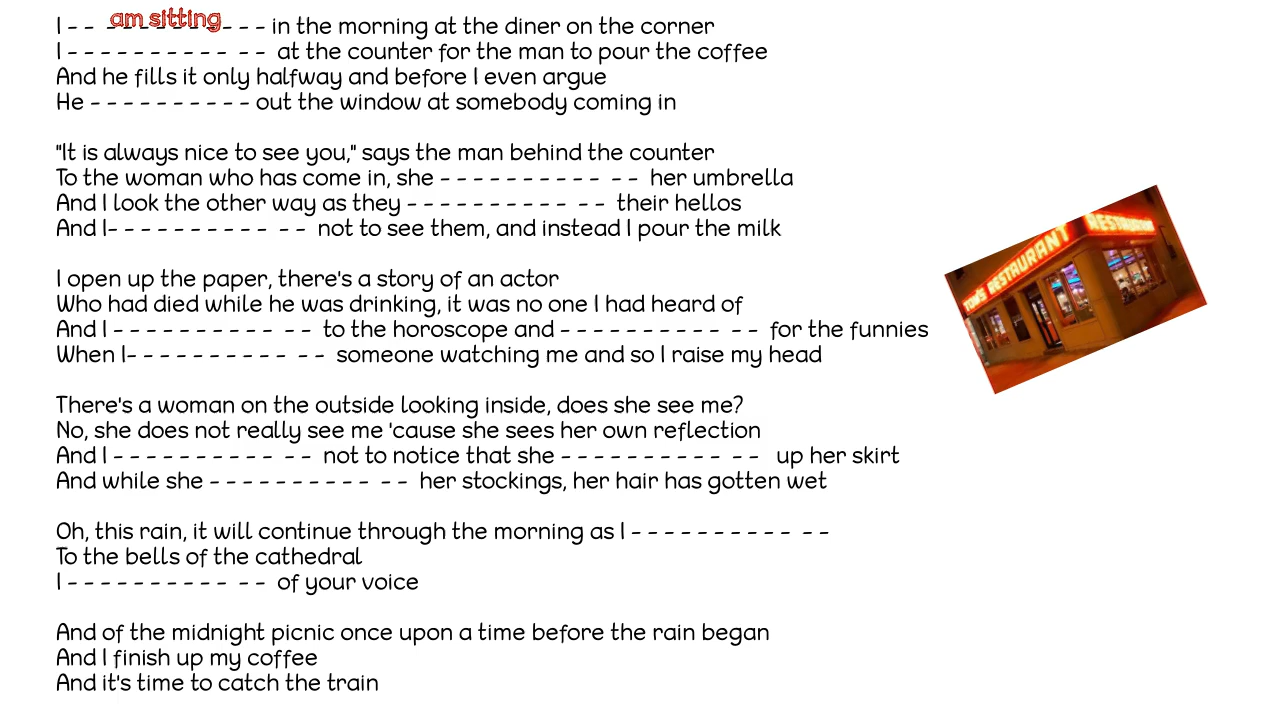 I - - - - - - - - - - - - in the morning at the diner on the corner
am sitting
I - - - - - - - - - - - - at the counter for the man to pour the coffee
And he fills it only halfway and before I even argue
He - - - - - - - - - - out the window at somebody coming in
"It is always nice to see you," says the man behind the counter
To the woman who has come in, she - - - - - - - - - - - - her umbrella
And I look the other way as they - - - - - - - - - - - - their hellos
And I- - - - - - - - - - - - not to see them, and instead I pour the milk
I open up the paper, there's a story of an actor
Who had died while he was drinking, it was no one I had heard of
And I - - - - - - - - - - - - to the horoscope and - - - - - - - - - - - - for the funnies
When I- - - - - - - - - - - - someone watching me and so I raise my head
There's a woman on the outside looking inside, does she see me?
No, she does not really see me 'cause she sees her own reflection
And I - - - - - - - - - - - - not to notice that she - - - - - - - - - - - - up her skirt
And while she - - - - - - - - - - - - her stockings, her hair has gotten wet
Oh, this rain, it will continue through the morning as I - - - - - - - - - - - -
To the bells of the cathedral
I - - - - - - - - - - - - of your voice
And of the midnight picnic once upon a time before the rain began
And I finish up my coffee
And it's time to catch the train
TOM'S RESTAURANT RESTAURANT